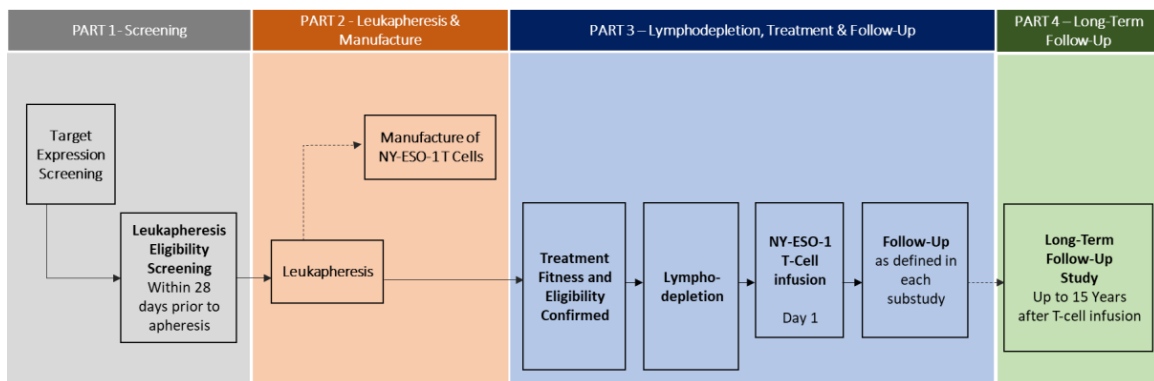 PART 1- Screening
PART 2 - Leukapheresis &
Manufacture
PART 3 – Lymphodepletion, Treatment & Follow-Up
PART 4 – Long-Term
Follow-Up
Target
Expression
Screening
Leukapheresis
Eligibility
Screening
Within 28
days prior to
apheresis
Manufacture of
NY-ESO-1 T Cells
Leukapheresis
Treatment
Fitness and
Eligibility
Confirmed
Lympho-
depletion
NY-ESO-1
T-Cell
infusion
Day 1
Follow-Up
as defined in
each
substudy
Long-Term
Follow-Up
Study
Up to 15 Years
after T-cell infusion